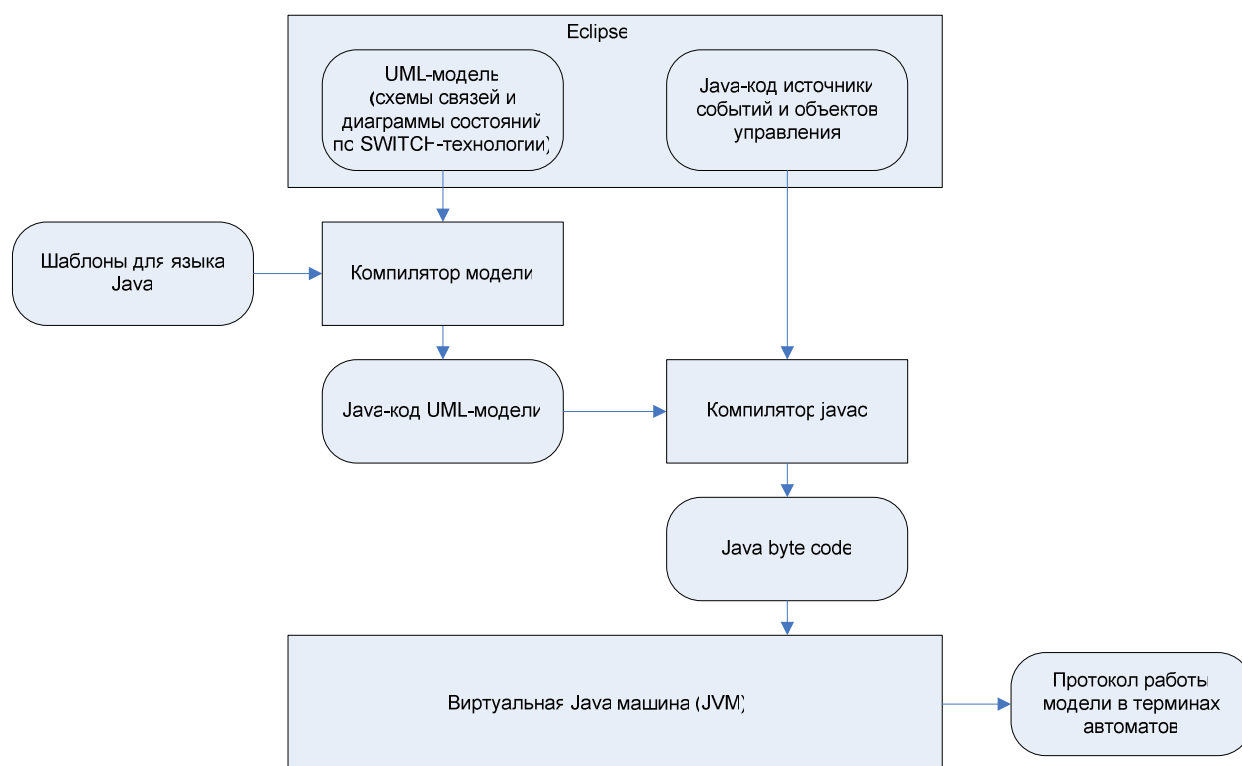 Eclipse
UML-модель
(схемы связей и
диаграммы состояний
по SWITCH-технологии)
Java-код источники
событий и объектов
управления
Шаблоны для языка
Java
Компилятор модели
Java-код UML-модели
Компилятор javac
Java byte code
Виртуальная Java машина (JVM)
Протокол работы
модели в терминах
автоматов